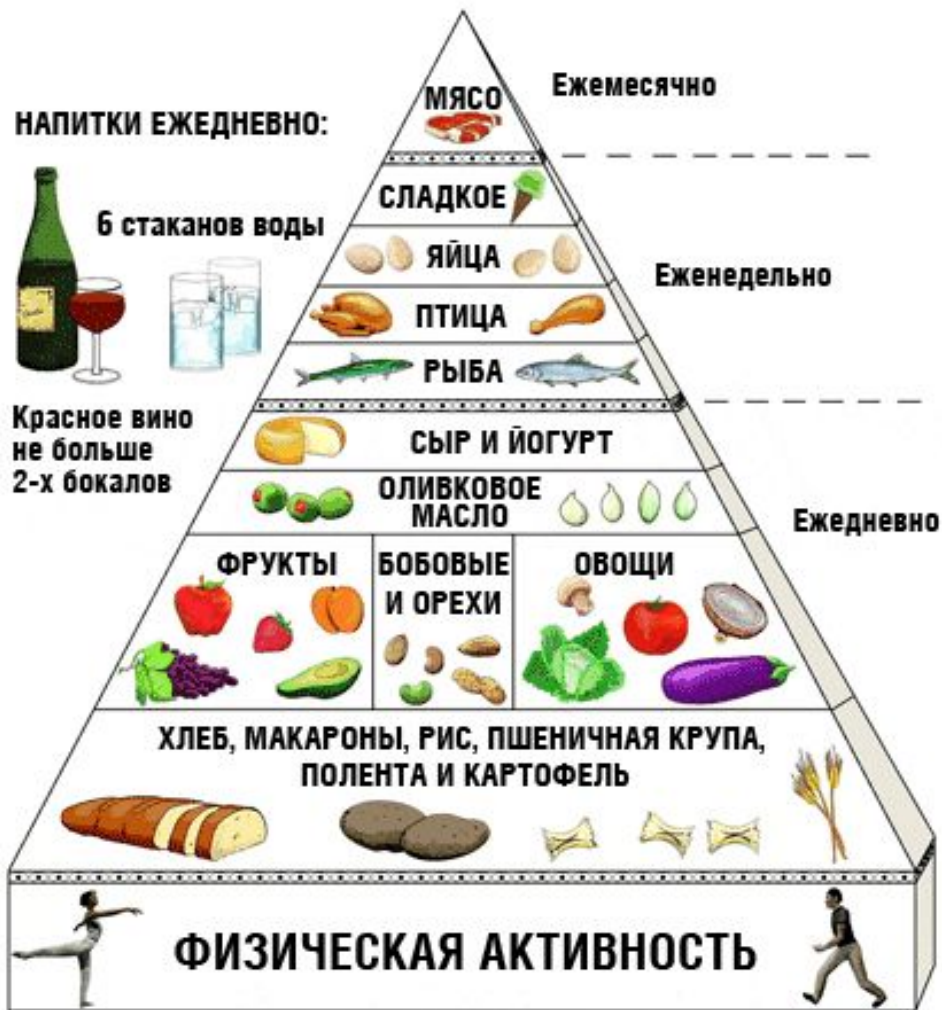 МЯСО
Ежемесячно
НАПИТКИ ЕЖЕДНЕВНО:
6 стаканов воды
Красное вино
не больше
2-х бокалов
СЛАДКОЕ
ЯЙЦА
ПТИЦА
РЫБА
Еженедельно
СЫР И ЙОГУРТ
ОЛИВКОВОЕ
МАСЛО
ФРУКТЫ
БОБОВЫЕ
И ОРЕХИ
ОВОЩИ
Ежедневно
ХЛЕБ, МАКАРОНЫ, РИС, ПШЕНИЧНАЯ КРУПА,
ПОЛЕНТА И КАРТОФЕЛЬ
ФИЗИЧЕСКАЯ АКТИВНОСТЬ